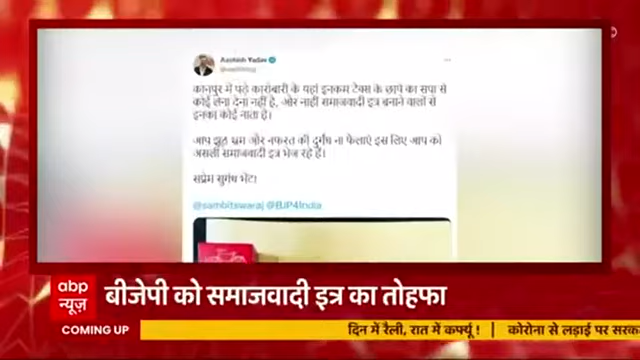 Aashish Yadav
कानपुर में पड़े कारोबारी के यहां इनकम टैक्स के छापे का सपा से
कोई लेना देना नहीं है, ओर नाहीं समाजवादी इत्र बनाने वालों से
इनका कोई नाता है।
आप झूठ भ्रम और नफरत की दुर्गंध ना फैलाएं इस लिए आप को
असली समाजवादी इत्र भेज रहे हैं।
सप्रेम सुगंध भेंट!
@sambitswaraj @BJP4India
abp
न्यूज़
बीजेपी को समाजवादी इत्र का तोहफा
COMING UP
दिन में रैली, रात में कर्फ्यू ! | कोरोना से लड़ाई पर सरक